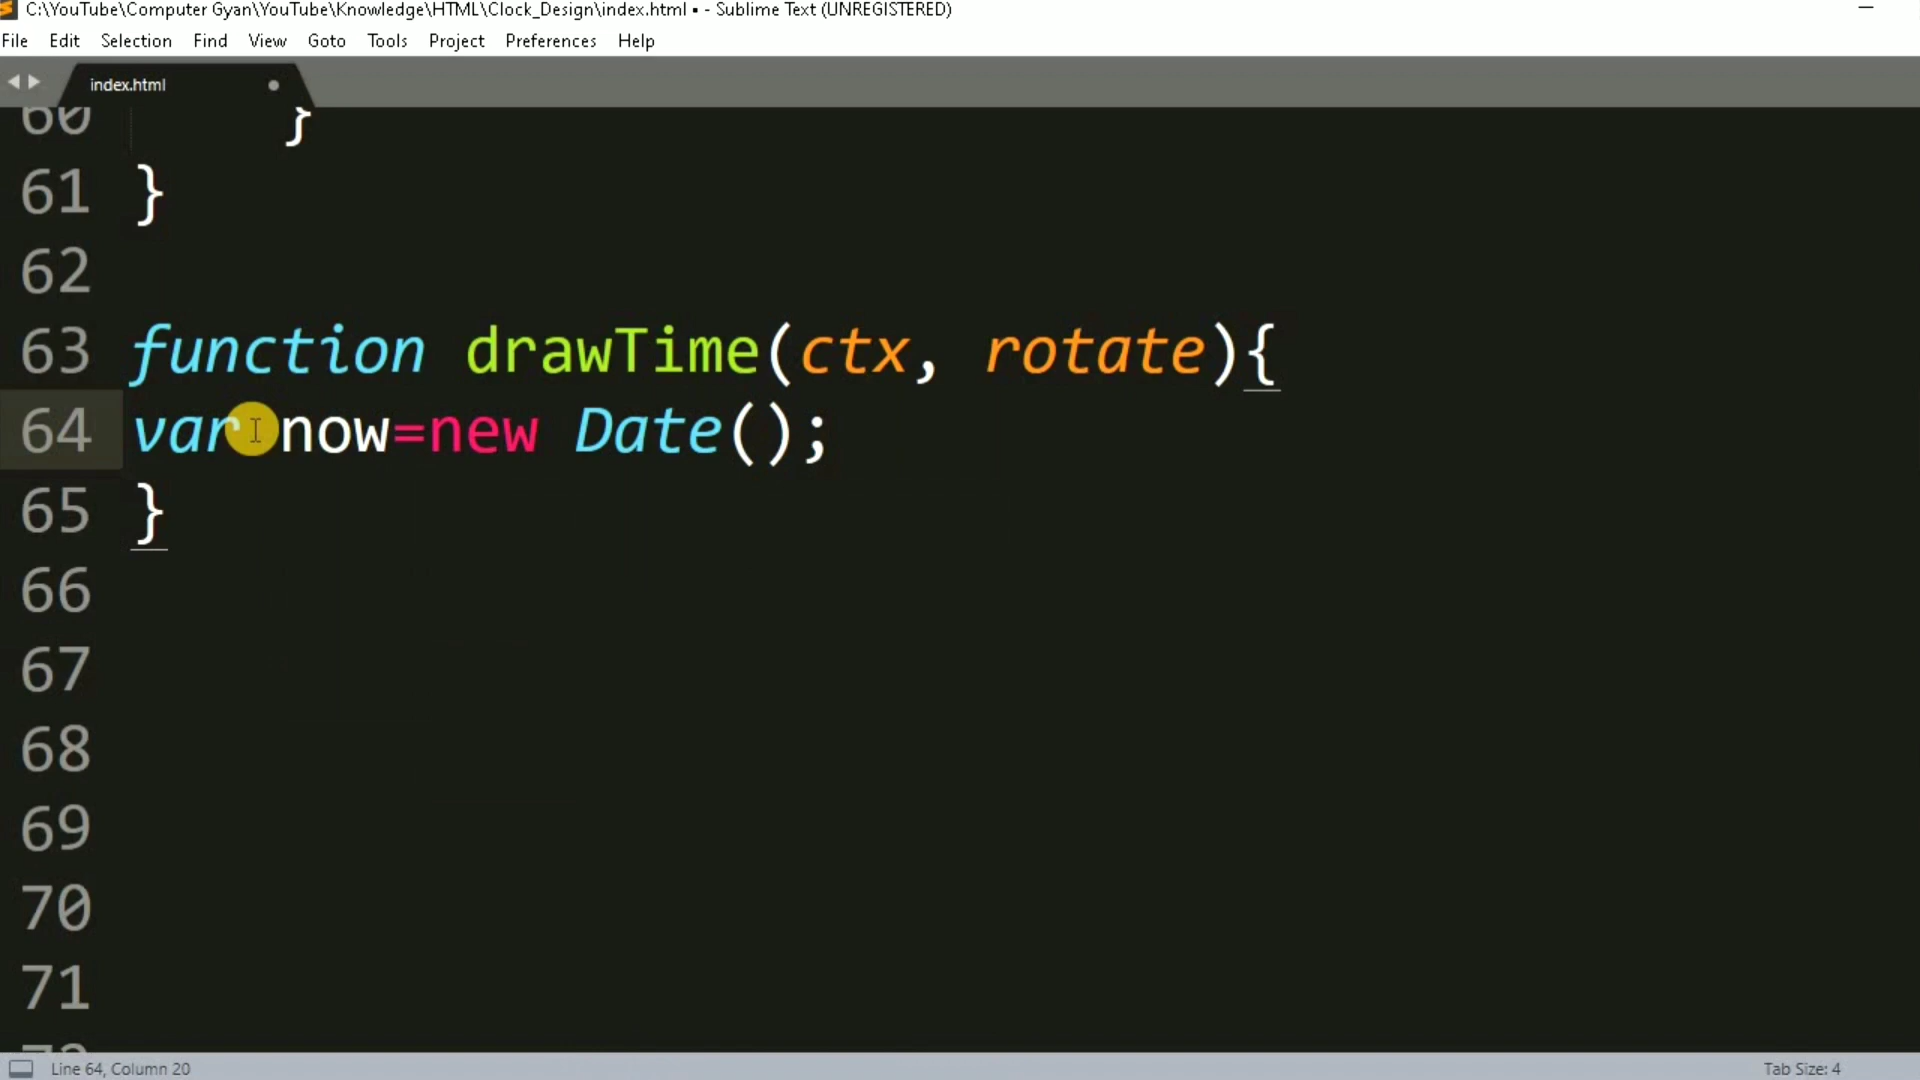 C:\YouTube\Computer Gyan\YouTube\Knowledge\HTML\Clock_Design\index.html • - Sublime Text (UNREGISTERED)
File Edit Selection Find View Goto Tools Project Preferences Help
index.html
60 }
61 }
62
63 function drawTime(ctx, rotate){
64 var now=new Date();
65 }
66
67
68
69
70
71
Line 64, Column 20 Tab Size: 4